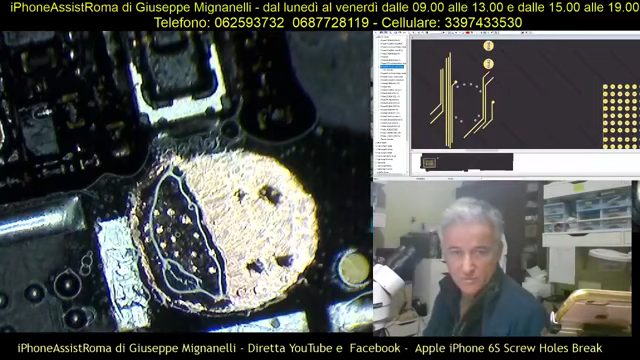 iPhoneAssistRoma di Giuseppe Mignanelli - dal lunedì al venerdì dalle 09.00 alle 13.00 e dalle 15.00 alle 19.00
Telefono: 062593732 0687728119 - Cellulare: 3397433530
iPhoneAssistRoma di Giuseppe Mignanelli - Diretta YouTube e Facebook - Apple iPhone 6S Screw Holes Break